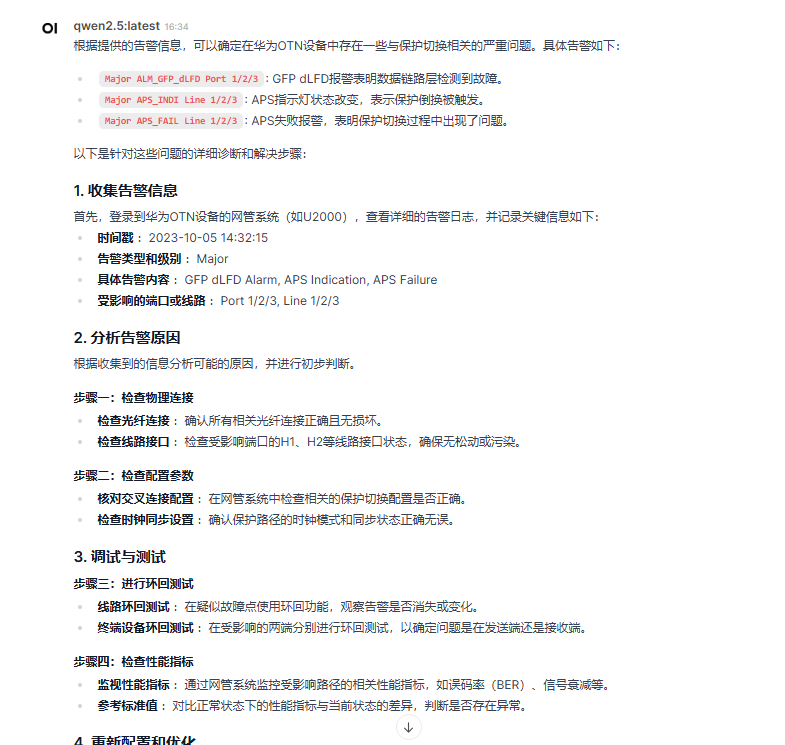 OI qwen2.5:latest 16:34
根据提供的告警信息，可以确定在华为OTN设备中存在一些与保护切换相关的严重问题。具体告警如下：
Major ALM_GFP_dLFD Port 1/2/3：GFP dLFD报警表明数据链路层检测到故障。
Major APS_INDI Line 1/2/3：APS指示灯状态改变，表示保护倒换被触发。
Major APS_FAIL Line 1/2/3：APS失败报警，表明保护切换过程中出现了问题。
以下是针对这些问题的详细诊断和解决步骤：
1. 收集告警信息
首先，登录到华为OTN设备的网管系统（如U2000），查看详细的告警日志，并记录关键信息如下：
时间戳：2023-10-05 14:32:15
告警类型和级别：Major
具体告警内容：GFP dLFD Alarm, APS Indication, APS Failure
受影响的端口或线路：Port 1/2/3, Line 1/2/3
2. 分析告警原因
根据收集到的信息分析可能的原因，并进行初步判断。
步骤一：检查物理连接
检查光纤连接：确认所有相关光纤连接正确且无损坏。
检查线路接口：检查受影响端口的H1、H2等线路接口状态，确保无松动或污染。
步骤二：检查配置参数
核对交叉连接配置：在网管系统中检查相关的保护切换配置是否正确。
检查时钟同步设置：确认保护路径的时钟模式和同步状态正确无误。
3. 调试与测试
步骤三：进行环回测试
线路环回测试：在疑似故障点使用环回功能，观察告警是否消失或变化。
终端设备环回测试：在受影响的两端分别进行环回测试，以确定问题是在发送端还是接收端。
步骤四：检查性能指标
监视性能指标：通过网管系统监控受影响路径的相关性能指标，如误码率（BER）、信号衰减等。
参考标准值：对比正常状态下的性能指标与当前状态的差异，判断是否存在异常。
4. 重新配置和优化